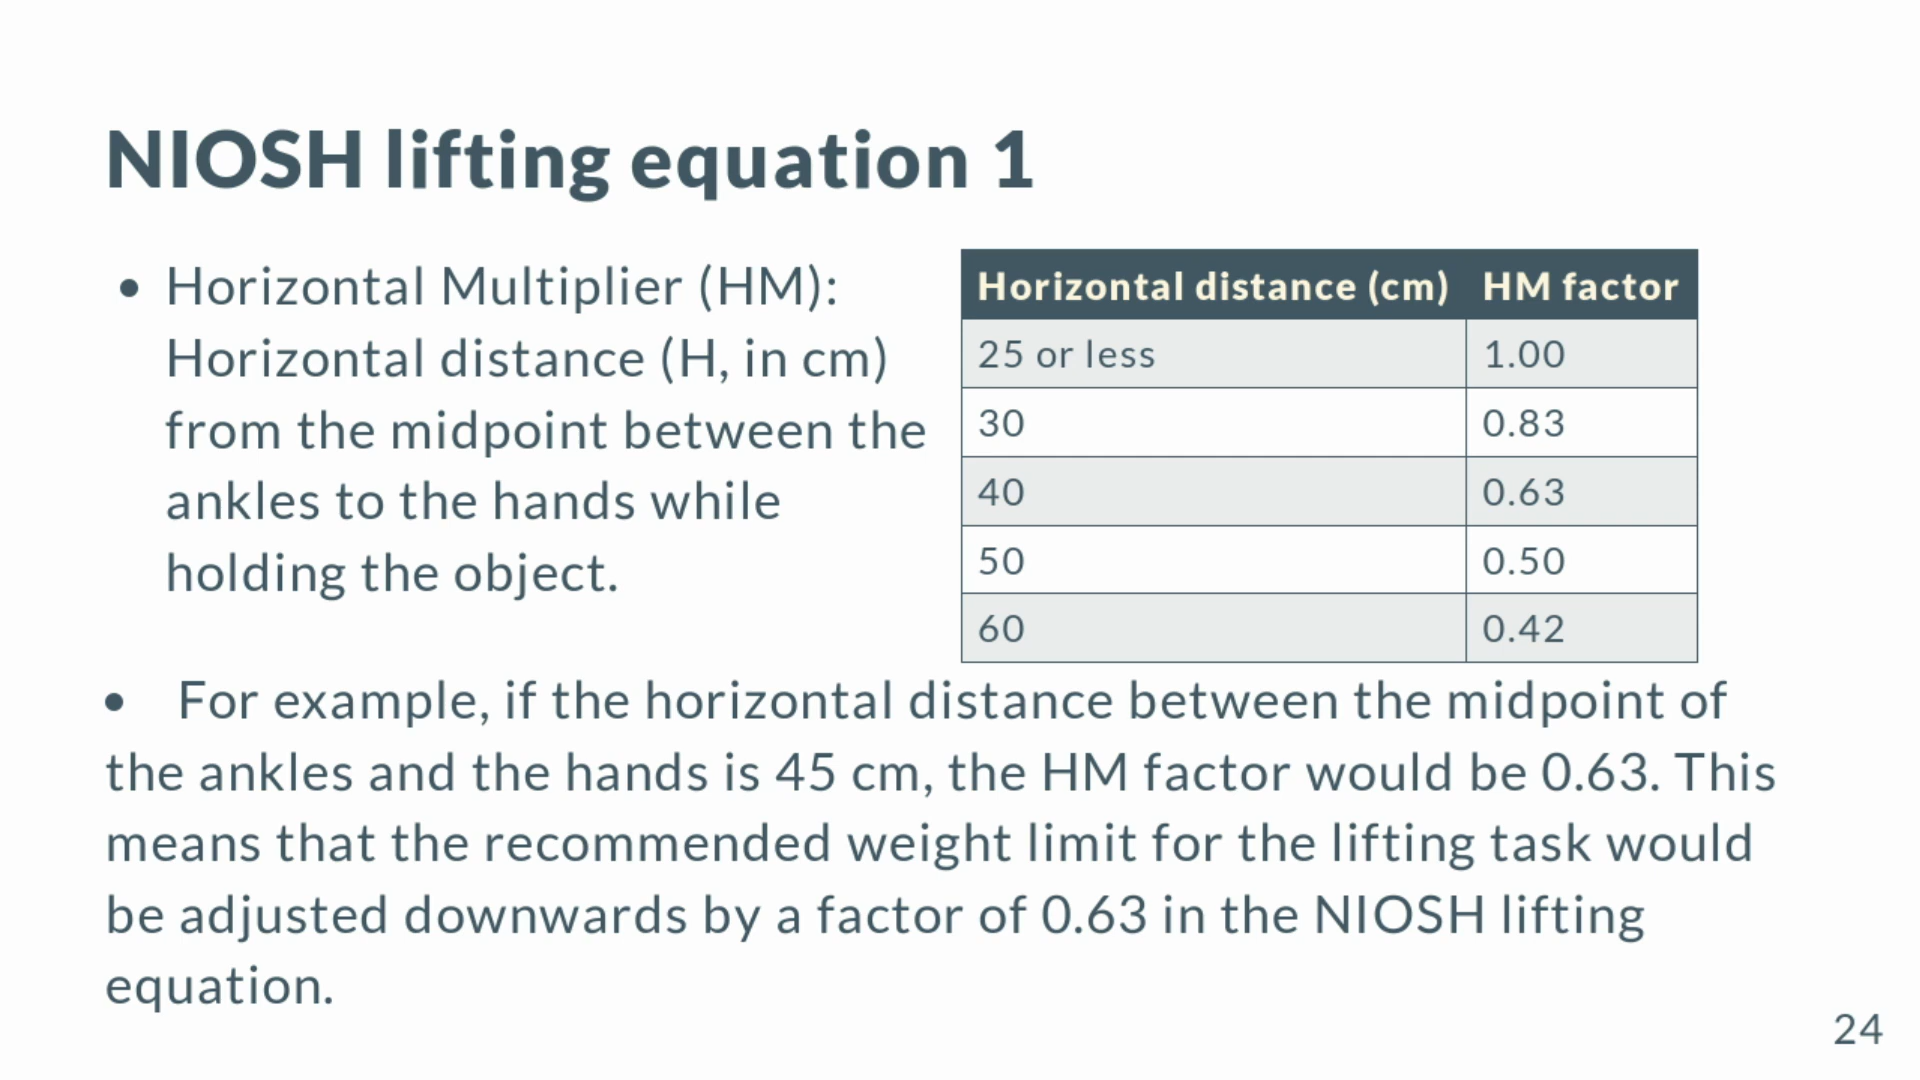 NIOSH lifting equation 1
• Horizontal Multiplier (HM):
Horizontal distance (H, in cm)
from the midpoint between the
ankles to the hands while
holding the object.
Horizontal distance (cm) HM factor
25 or less 1.00
30 0.83
40 0.63
50 0.50
60 0.42
• For example, if the horizontal distance between the midpoint of
the ankles and the hands is 45 cm, the HM factor would be 0.63. This
means that the recommended weight limit for the lifting task would
be adjusted downwards by a factor of 0.63 in the NIOSH lifting
equation.
24